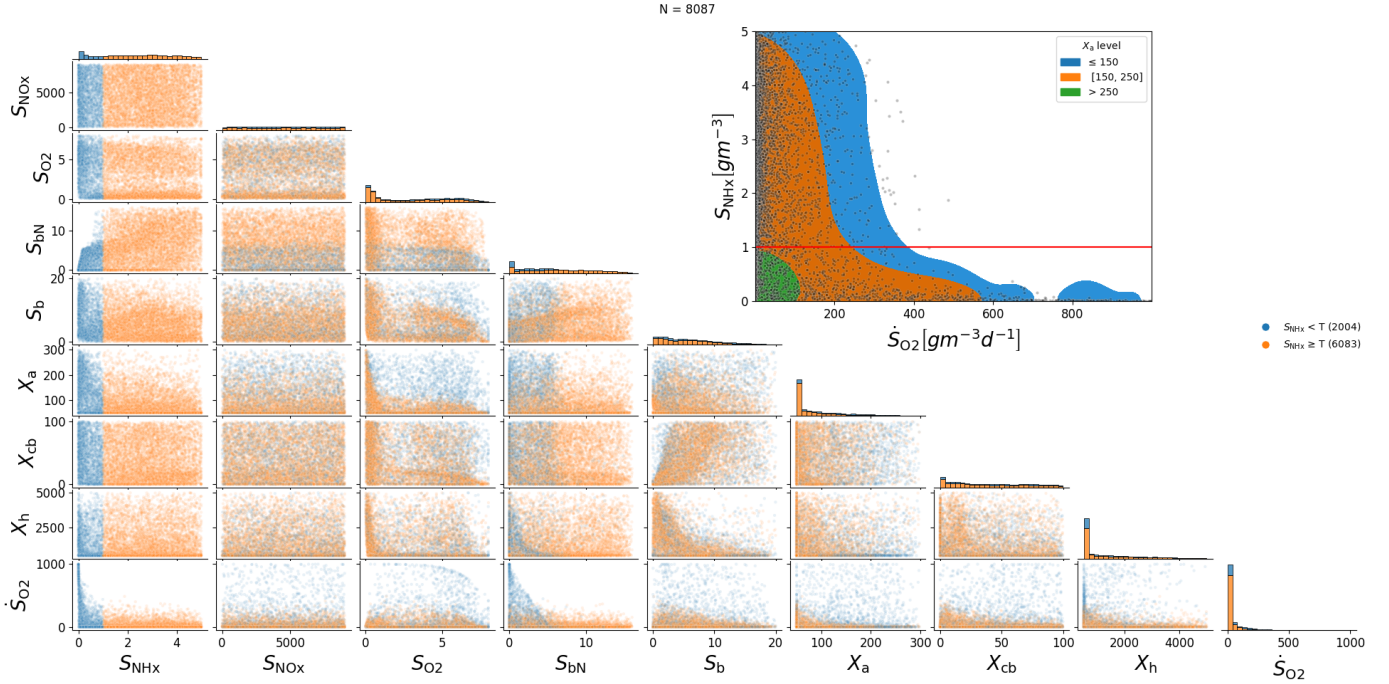 N = 8087
S_NOx
5000
0
S_O2
5
0
S_bN
10
0
S_b
20
0
X_a
300
200
100
X_cb
100
0
X_h
5000
2500
Ṡ_O2
1000
0
0 2 4
0 5000
0 5
0 10
0 10 20
100 200 300
0 50 100
2000 4000
0 500 1000
S_NHx
S_NOx
S_O2
S_bN
S_b
X_a
X_cb
X_h
Ṡ_O2
S_NHx[gm⁻³]
5
4
3
2
1
0
200 400 600 800
Ṡ_O2[gm⁻³d⁻¹]
X_a level
≤ 150
[150, 250]
> 250
S_NHx < T (2004)
S_NHx ≥ T (6083)